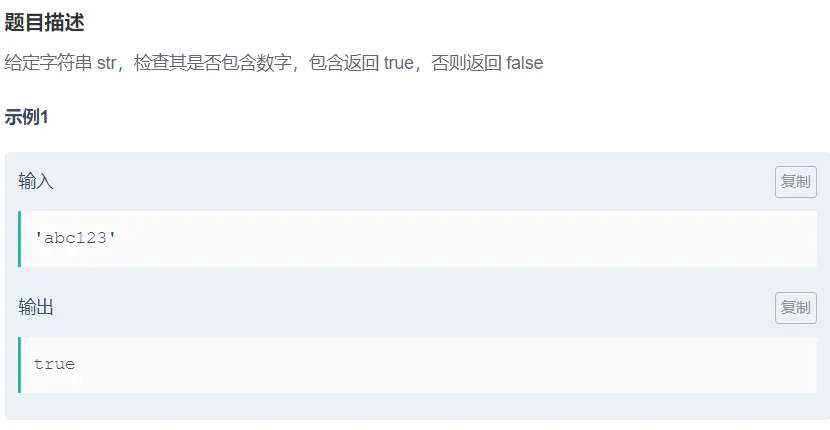 题目描述
给定字符串 str，检查其是否包含数字，包含返回 true，否则返回 false
示例1
输入
复制
'abc123'
输出
复制
true